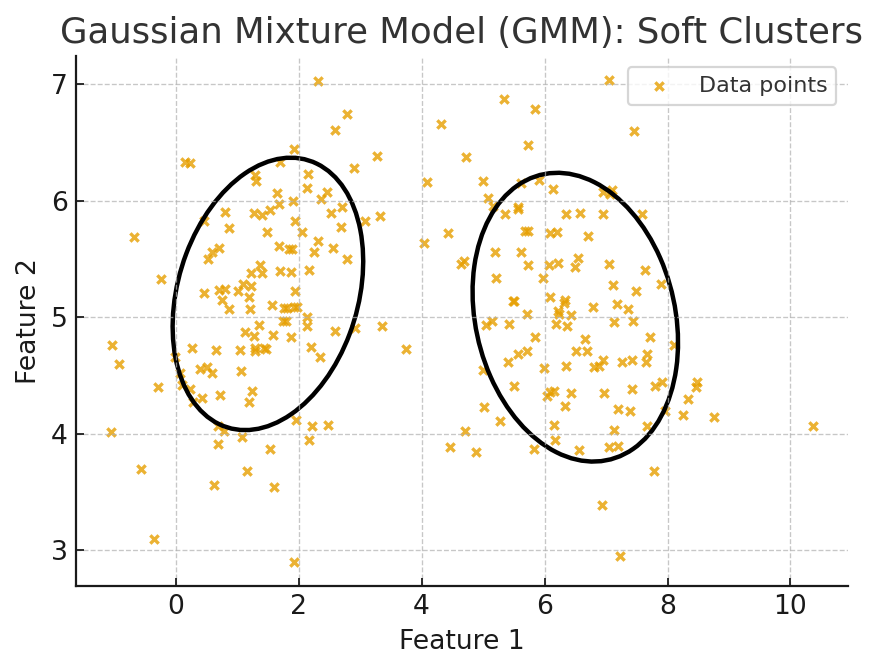 Gaussian Mixture Model (GMM): Soft Clusters
Data points
7
6
5
4
3
Feature 2
0 2 4 6 8 10
Feature 1